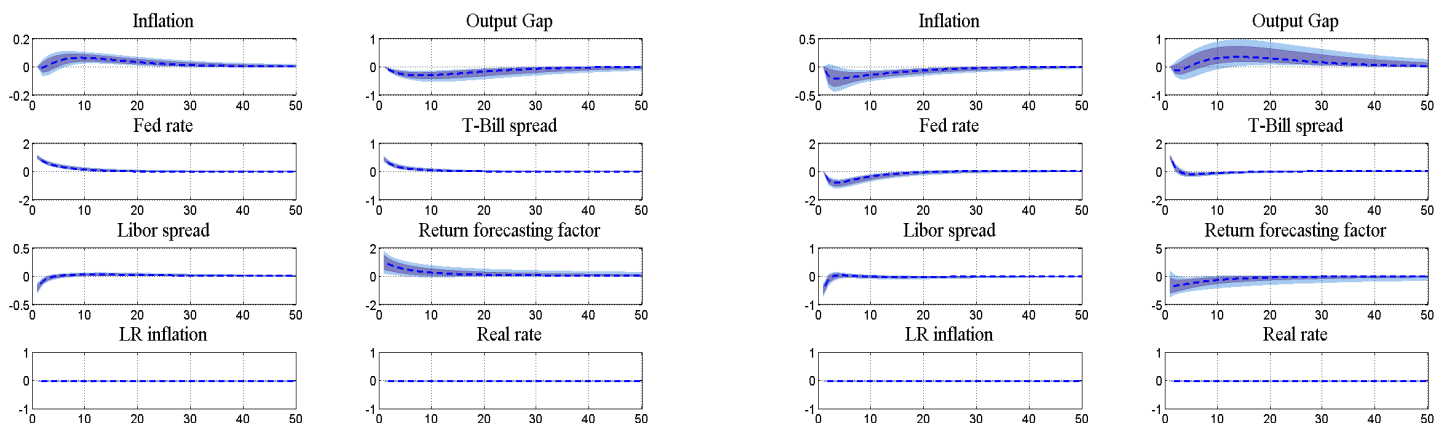 Inflation Output Gap Inflation Output Gap
0.2 1 0.5 1
0 0 0 0
-0.2 -1 -0.5 -1
0 10 20 30 40 50 0 10 20 30 40 50 0 10 20 30 40 50 0 10 20 30 40 50
Fed rate T-Bill spread Fed rate T-Bill spread
2 1 2 2
0 0 0 0
-2 -1 -2 -2
0 10 20 30 40 50 0 10 20 30 40 50 0 10 20 30 40 50 0 10 20 30 40 50
Libor spread Return forecasting factor Libor spread Return forecasting factor
0.5 2 1 5
0 0 0 0
-0.5 -2 -1 -5
0 10 20 30 40 50 0 10 20 30 40 50 0 10 20 30 40 50 0 10 20 30 40 50
LR inflation Real rate LR inflation Real rate
1 1 1 1
0 0 0 0
-1 -1 -1 -1
0 10 20 30 40 50 0 10 20 30 40 50 0 10 20 30 40 50 0 10 20 30 40 50